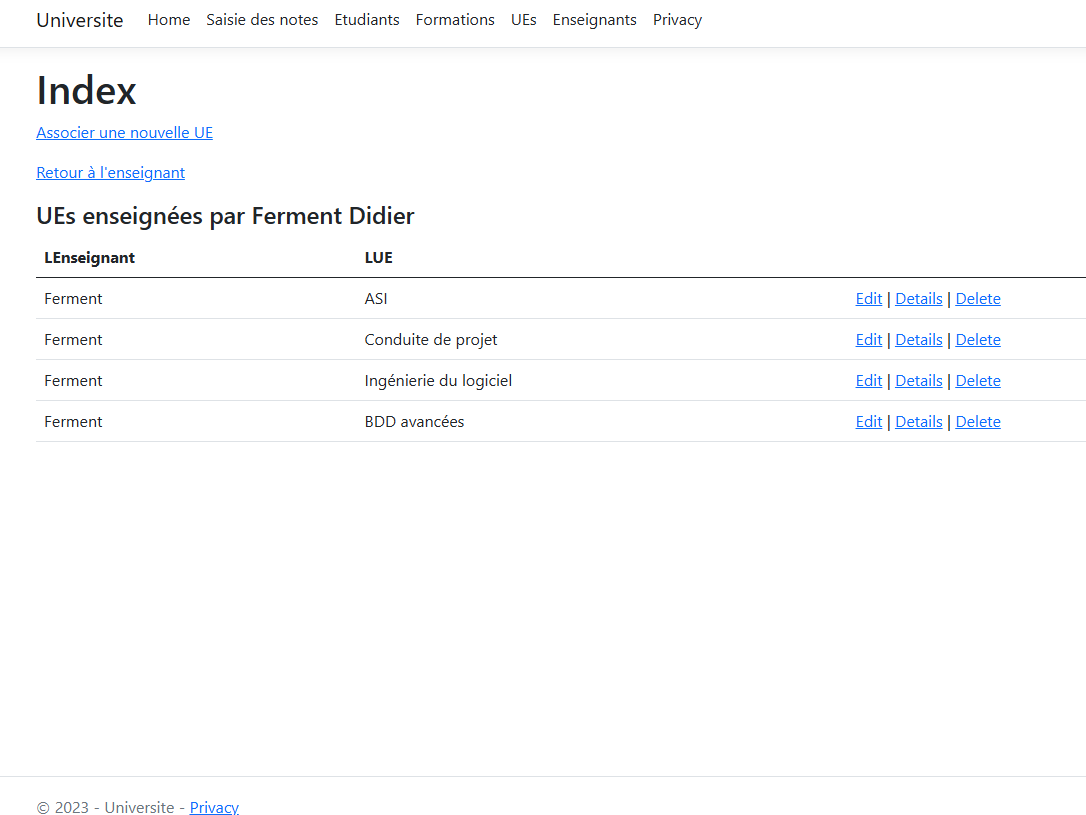 Universite Home Saisie des notes Etudiants Formations UEs Enseignants Privacy
Index
Associer une nouvelle UE
Retour à l'enseignant
UEs enseignées par Ferment Didier
LEnseignant LUE
Ferment ASI Edit | Details | Delete
Ferment Conduite de projet Edit | Details | Delete
Ferment Ingénierie du logiciel Edit | Details | Delete
Ferment BDD avancées Edit | Details | Delete
© 2023 - Universite - Privacy